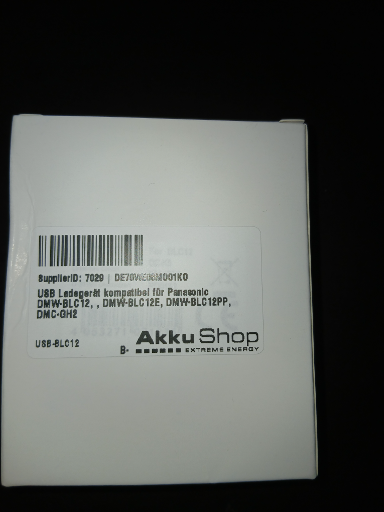 SupplierID: 7029 | DE78WE68M001KO
USB Ladegerät kompatibel für Panasonic
DMW-BLC12, , DMW-BLC12E, DMW-BLC12PP,
DMC-GH2
USB-BLC12
B-
Akku Shop
EXTREME ENERGY